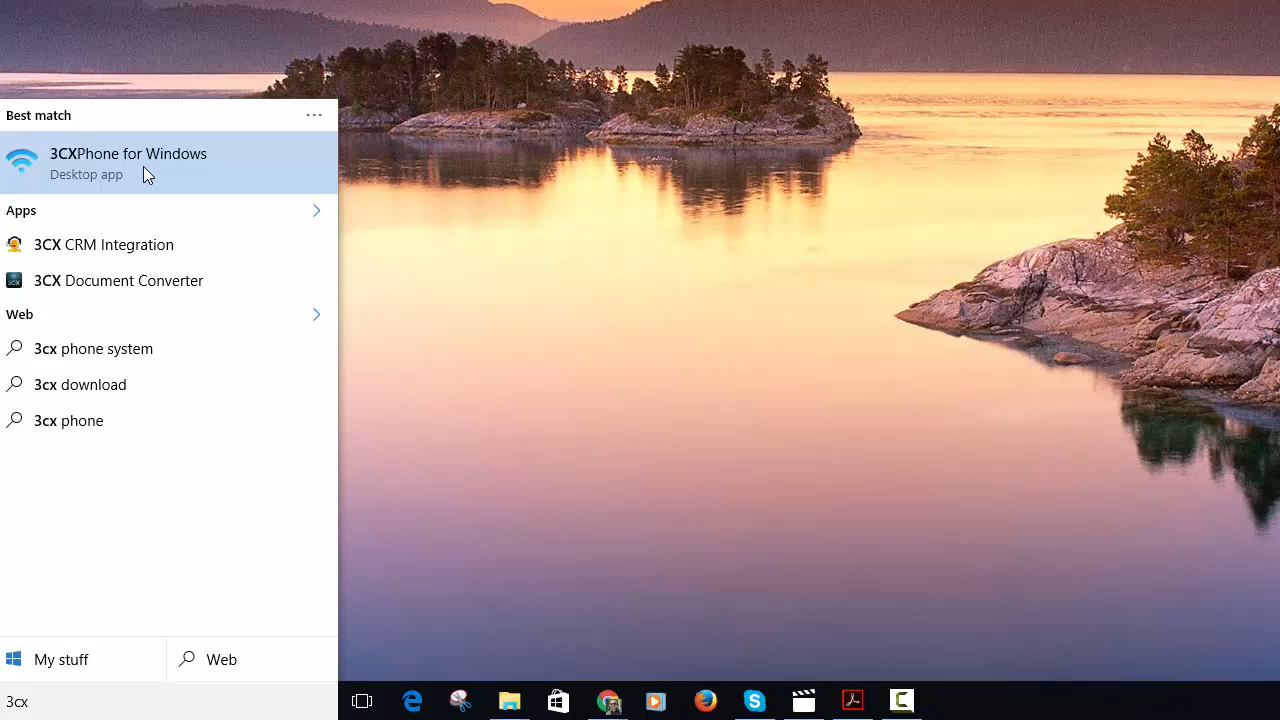 Best match
3CXPhone for Windows
Desktop app
Apps
3CX CRM Integration
3CX Document Converter
Web
3cx phone system
3cx download
3cx phone
My stuff
Web
3cx